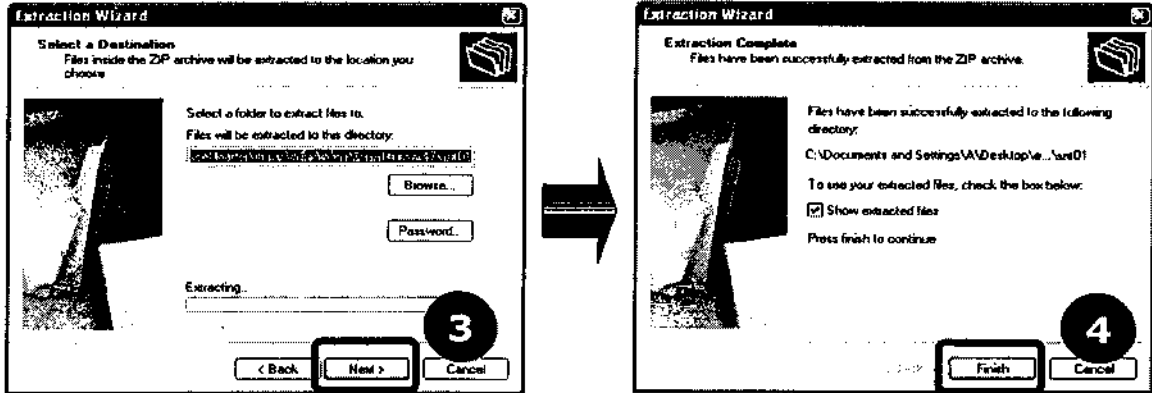 Extraction Wizard
Select a Destination
Files inside the ZIP archive will be extracted to the location you
choose
Select a folder to extract files to.
Files will be extracted to this directory:
Browse...
Password..
Extracting..
3
< Back
Next >
Cancel
Extraction Wizard
Extraction Complete
Files have been successfully extracted from the ZIP archive.
Files have been successfully extracted to the following
directory:
C:\Documents and Settings\A\Desktop\
To see your extracted files, check the box below:
Show extracted files
Press finish to continue
4
Finish
Cancel